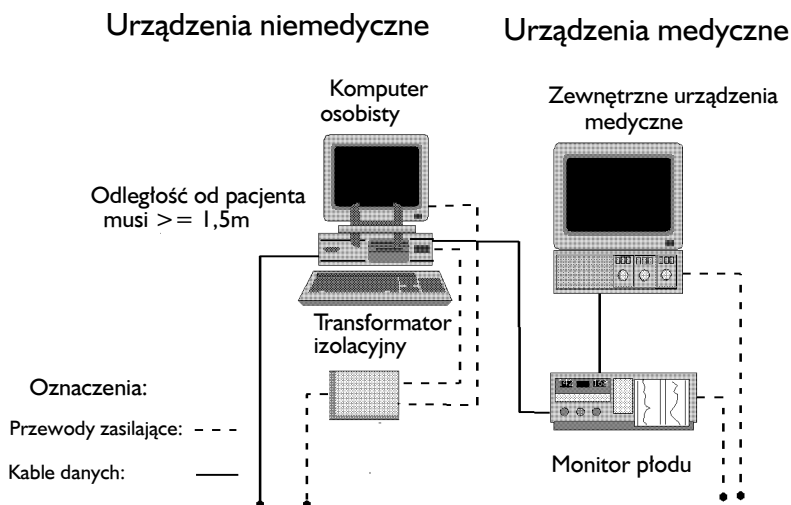 Urządzenia niemedyczne
Urządzenia medyczne
Komputer
osobisty
Zewnętrzne urządzenia
medyczne
Odległość od pacjenta
musi >= 1,5m
Transformator
izolacyjny
Oznaczenia:
Przewody zasilające:
Kable danych:
Monitor płodu